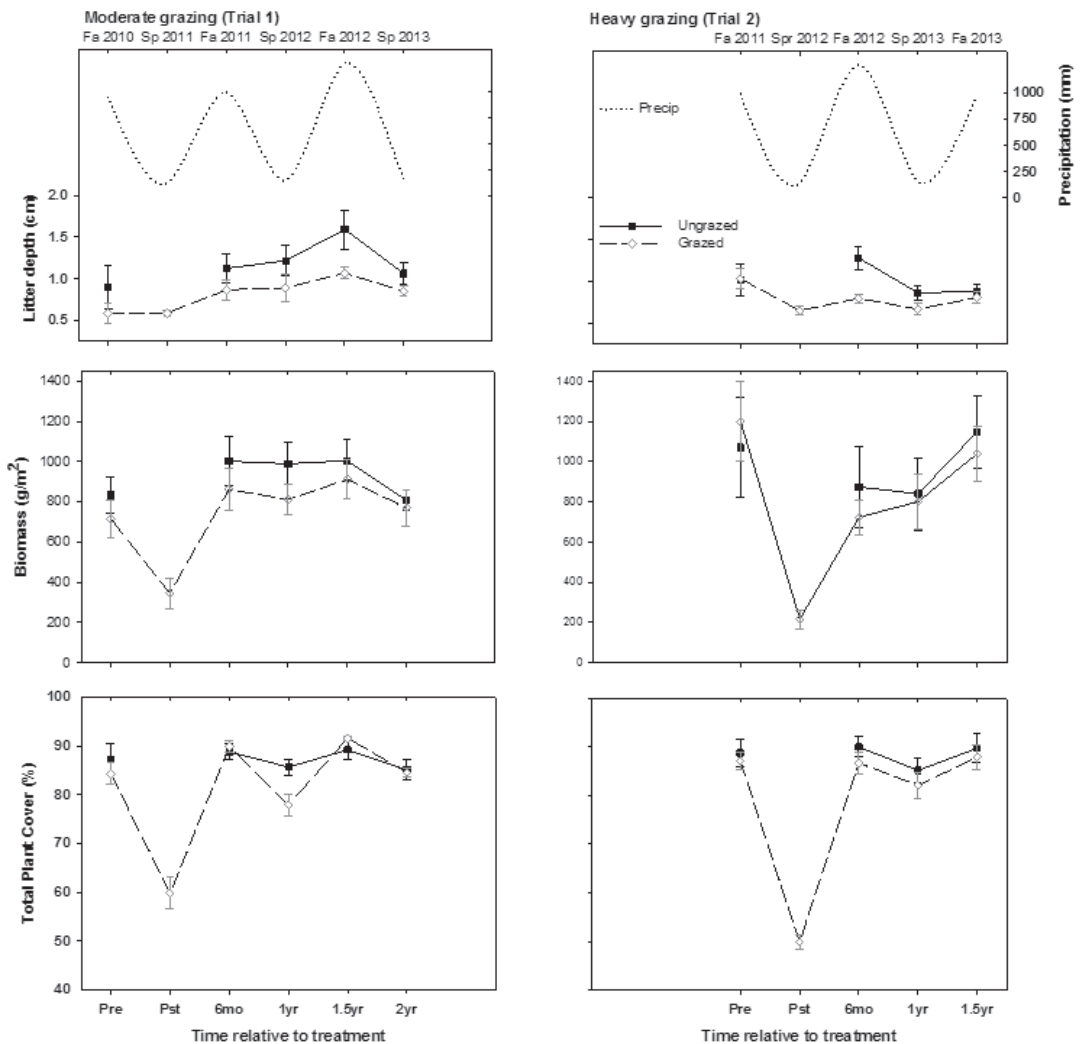 Moderate grazing (Trial 1)
Fa 2010 Sp 2011 Fa 2011 Sp 2012 Fa 2012 Sp 2013
Litter depth (cm)
2.0
1.5
1.0
0.5
Heavy grazing (Trial 2)
Fa 2011 Spr 2012 Fa 2012 Sp 2013 Fa 2013
Precip
Ungrazed
Grazed
1000
750
500
250
0
Precipitation (mm)
Biomass (g/m²)
1400
1200
1000
800
600
400
200
0
1400
1200
1000
800
600
400
200
0
Total Plant Cover (%)
100
90
80
70
60
50
40
Pre Pst 6mo 1yr 1.5yr 2yr
Time relative to treatment
Pre Pst 6mo 1yr 1.5yr
Time relative to treatment